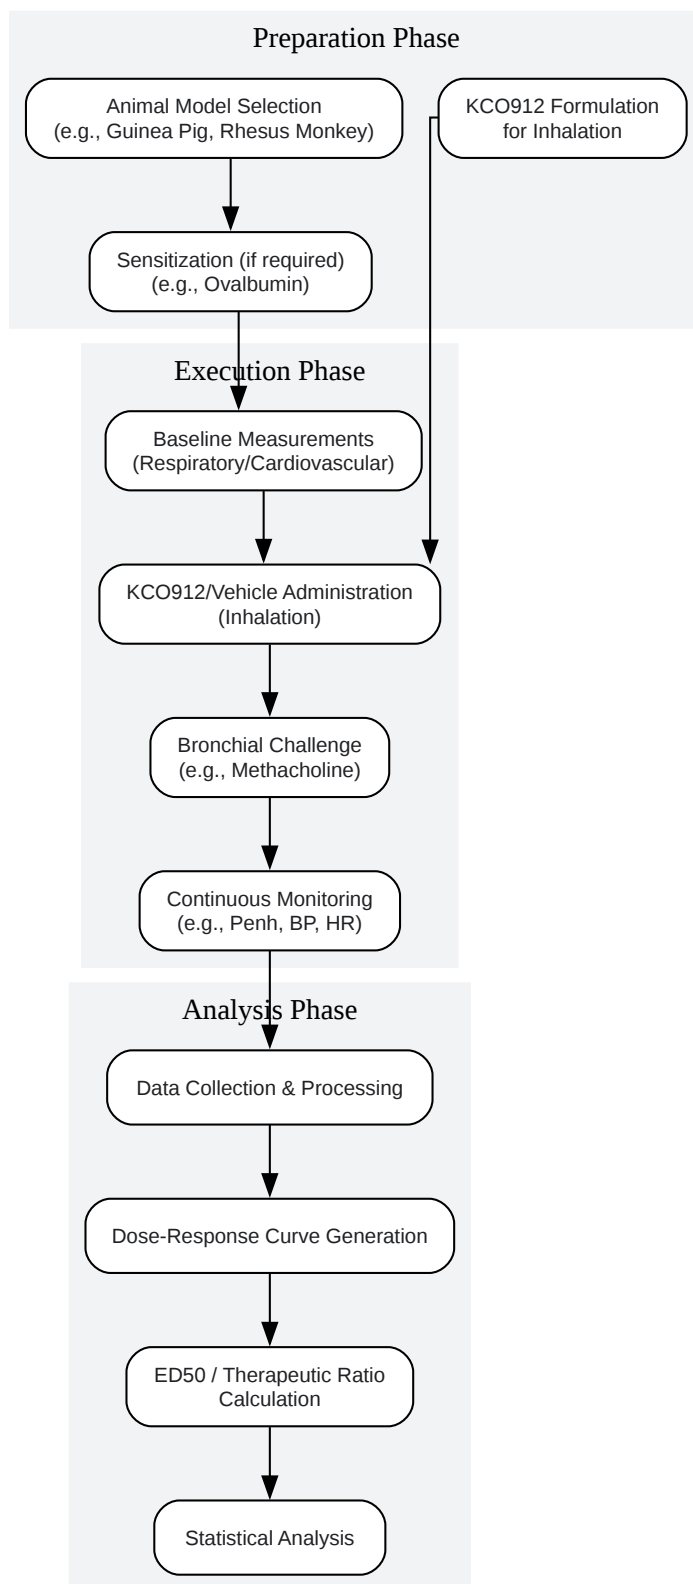 Preparation Phase
Animal Model Selection
(e.g., Guinea Pig, Rhesus Monkey)
KCO912 Formulation
for Inhalation
Sensitization (if required)
(e.g., Ovalbumin)
Execution Phase
Baseline Measurements
(Respiratory/Cardiovascular)
KCO912/Vehicle Administration
(Inhalation)
Bronchial Challenge
(e.g., Methacholine)
Continuous Monitoring
(e.g., Penh, BP, HR)
Analysis Phase
Data Collection & Processing
Dose-Response Curve Generation
ED50 / Therapeutic Ratio
Calculation
Statistical Analysis